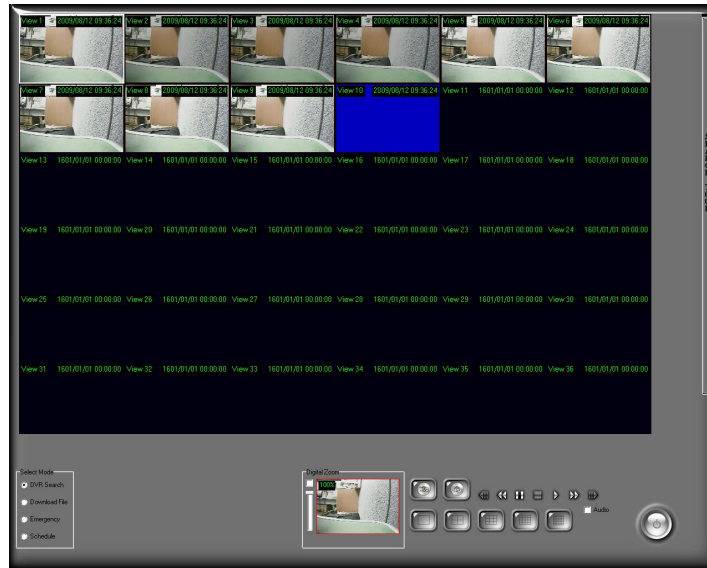 View 1 2009/08/12 09:36:24 View 2 2009/08/12 09:36:24 View 3 2009/08/12 09:36:24 View 4 2009/08/12 09:36:24 View 5 2009/08/12 09:36:24 View 6 2009/08/12 09:36:24
View 7 2009/08/12 09:36:24 View 8 2009/08/12 09:36:24 View 9 2009/08/12 09:36:24 View 10 2009/08/12 09:36:24 View 11 1601/01/01 00:00:00 View 12 1601/01/01 00:00:00
View 13 1601/01/01 00:00:00 View 14 1601/01/01 00:00:00 View 15 1601/01/01 00:00:00 View 16 1601/01/01 00:00:00 View 17 1601/01/01 00:00:00 View 18 1601/01/01 00:00:00
View 19 1601/01/01 00:00:00 View 20 1601/01/01 00:00:00 View 21 1601/01/01 00:00:00 View 22 1601/01/01 00:00:00 View 23 1601/01/01 00:00:00 View 24 1601/01/01 00:00:00
View 25 1601/01/01 00:00:00 View 26 1601/01/01 00:00:00 View 27 1601/01/01 00:00:00 View 28 1601/01/01 00:00:00 View 29 1601/01/01 00:00:00 View 30 1601/01/01 00:00:00
View 31 1601/01/01 00:00:00 View 32 1601/01/01 00:00:00 View 33 1601/01/01 00:00:00 View 34 1601/01/01 00:00:00 View 35 1601/01/01 00:00:00 View 36 1601/01/01 00:00:00
Select Mode
DVR Search
Download File
Emergency
Schedule
Digital Zoom
100%
Audio